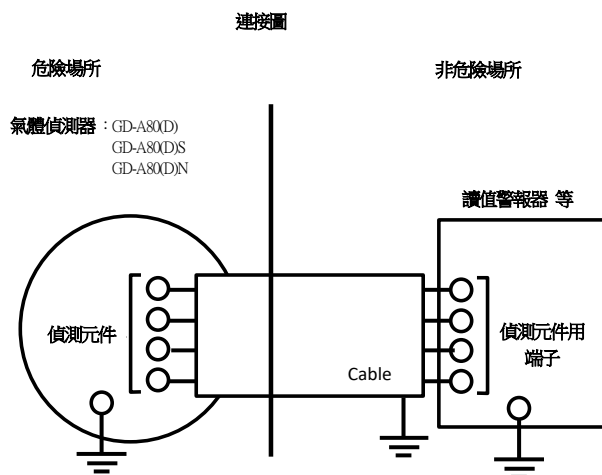 連接圖
危險場所
非危險場所
氣體偵測器：GD-A80(D)
GD-A80(D)S
GD-A80(D)N
讀值警報器 等
偵測元件
Cable
偵測元件用
端子